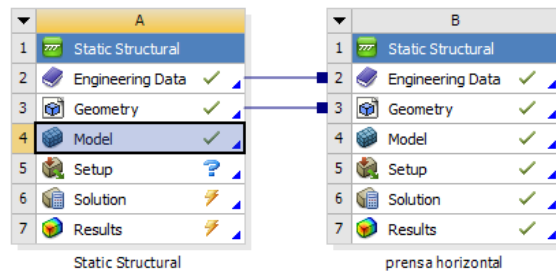 A
1 Static Structural
2 Engineering Data
3 Geometry
4 Model
5 Setup ?
6 Solution
7 Results
Static Structural
B
1 Static Structural
2 Engineering Data
3 Geometry
4 Model
5 Setup
6 Solution
7 Results
prensa horizontal